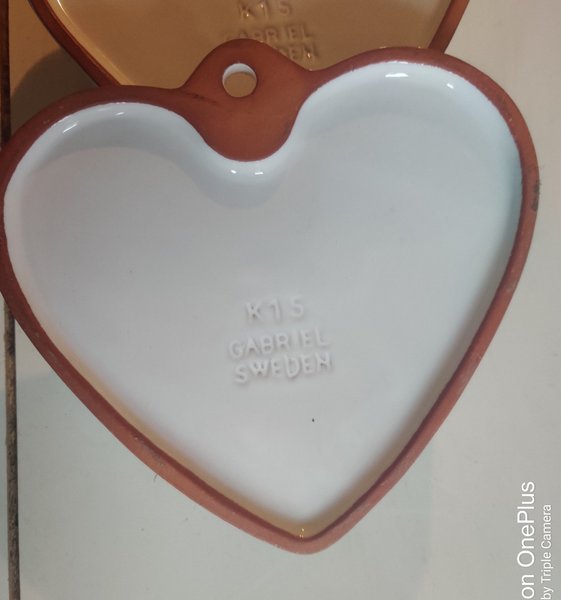 K15
GABRIEL
SWEDEN
K15
GABRIEL
SWEDEN
on OnePlus
by Triple Camera